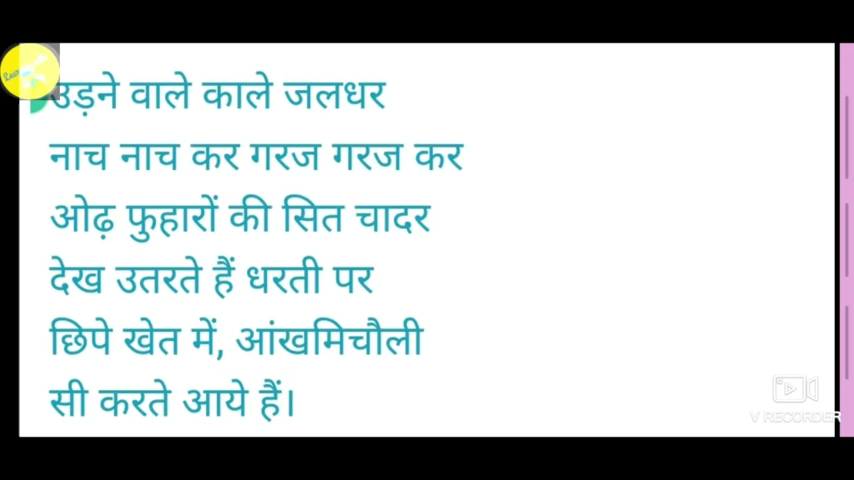 उड़ने वाले काले जलधर
नाच नाच कर गरज गरज कर
ओढ़ फुहारों की सित चादर
देख उतरते हैं धरती पर
छिपे खेत में, आंखमिचौली
सी करते आये हैं।
V RECORDER